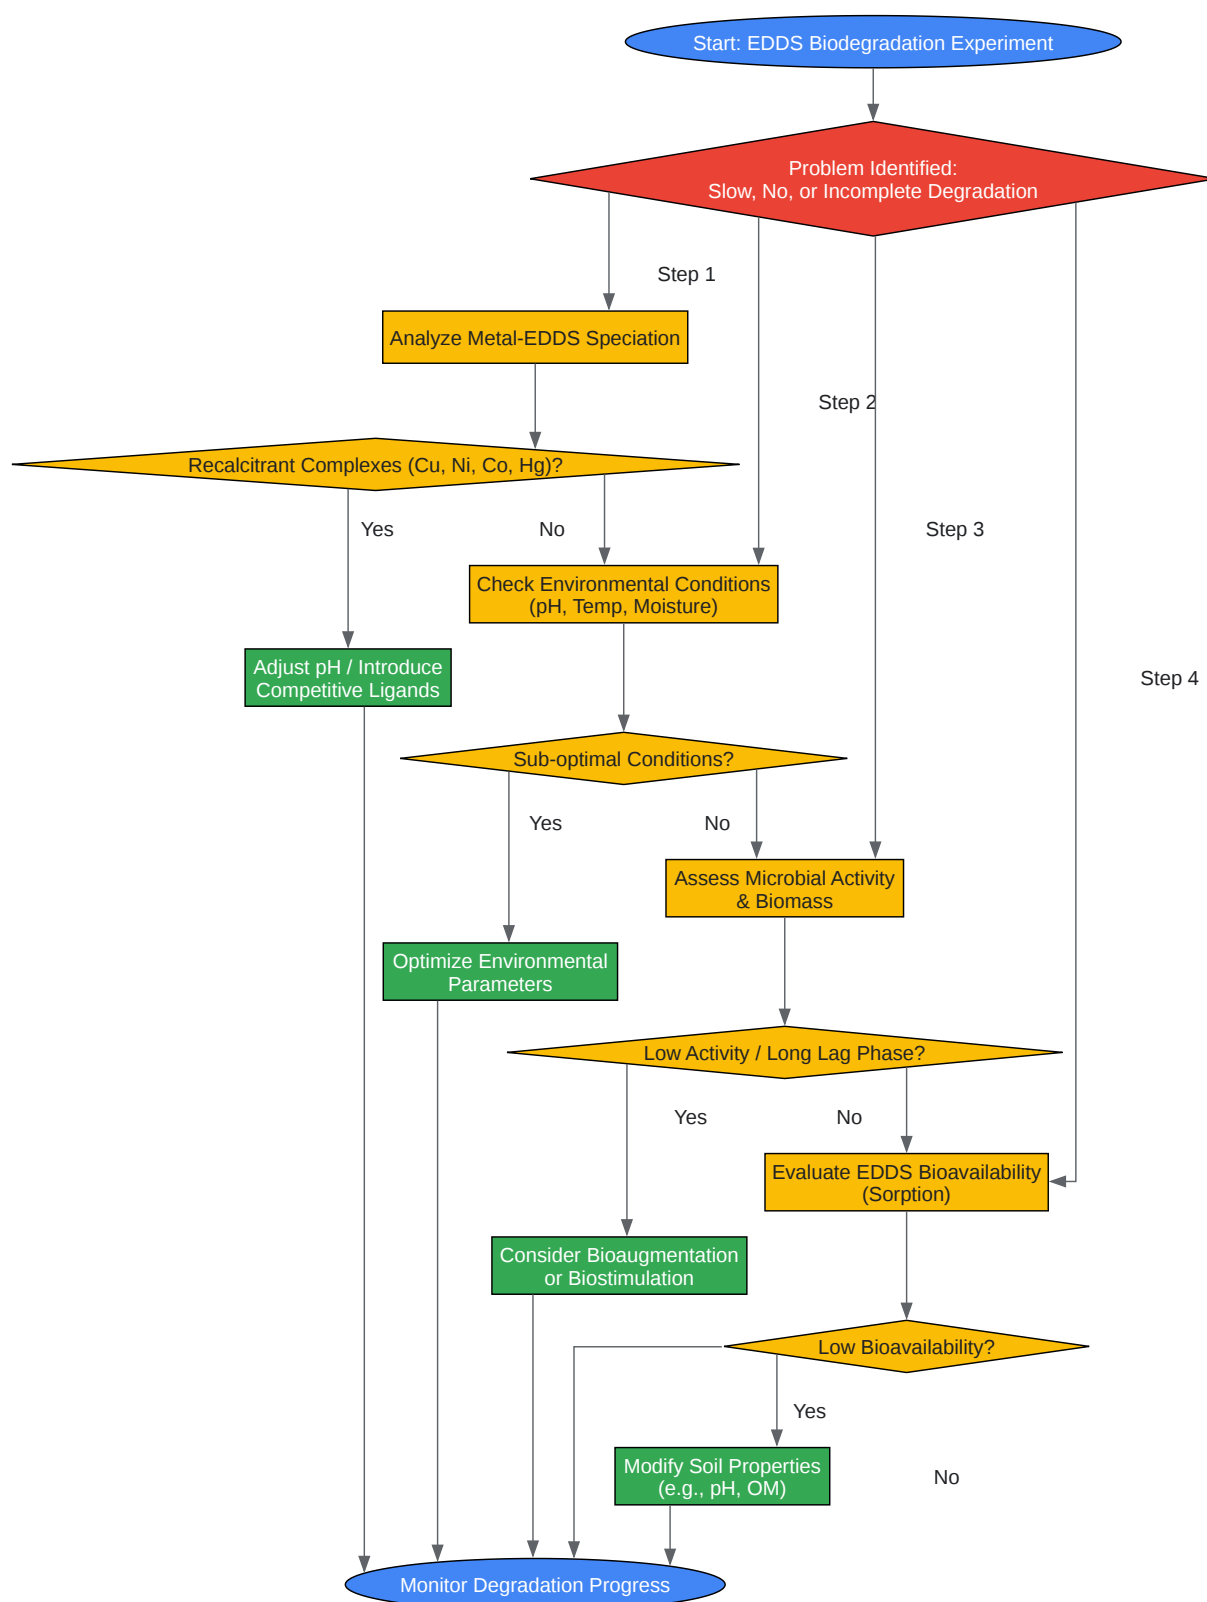 Start: EDDS Biodegradation Experiment
Problem Identified:
Slow, No, or Incomplete Degradation
Step 1
Analyze Metal-EDDS Speciation
Step 2
Recalcitrant Complexes (Cu, Ni, Co, Hg)?
Yes
No
Step 3
Check Environmental Conditions
(pH, Temp, Moisture)
Adjust pH / Introduce
Competitive Ligands
Step 4
Sub-optimal Conditions?
Yes
No
Assess Microbial Activity
& Biomass
Optimize Environmental
Parameters
Low Activity / Long Lag Phase?
Yes
No
Evaluate EDDS Bioavailability
(Sorption)
Consider Bioaugmentation
or Biostimulation
Low Bioavailability?
Yes
Modify Soil Properties
(e.g., pH, OM)
No
Monitor Degradation Progress